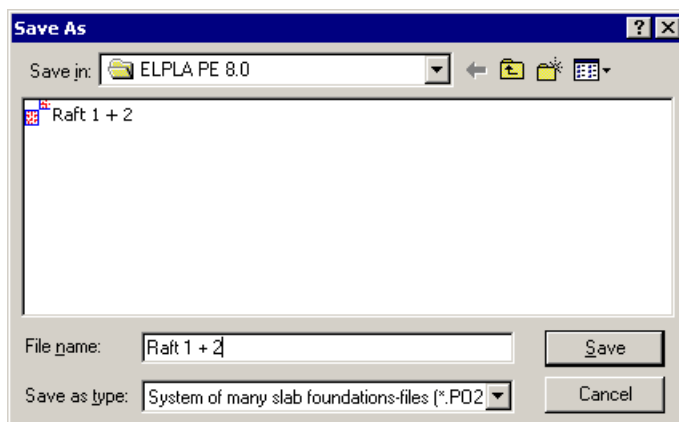 Save As
Save in: ELPLA PE 8.0
Raft 1 + 2
File name: Raft 1 + 2 Save
Save as type: System of many slab foundations-files (*.PO2 Cancel